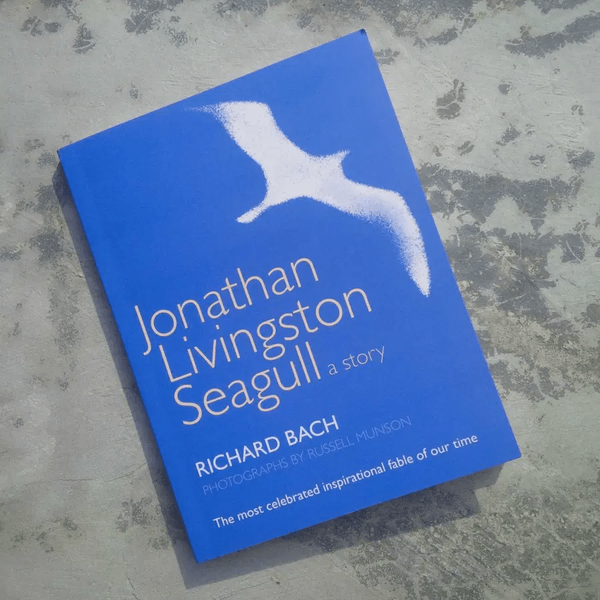 Jonathan
Livingston
Seagull a story
RICHARD BACH
PHOTOGRAPHS BY RUSSELL MUNSON
The most celebrated inspirational fable of our time